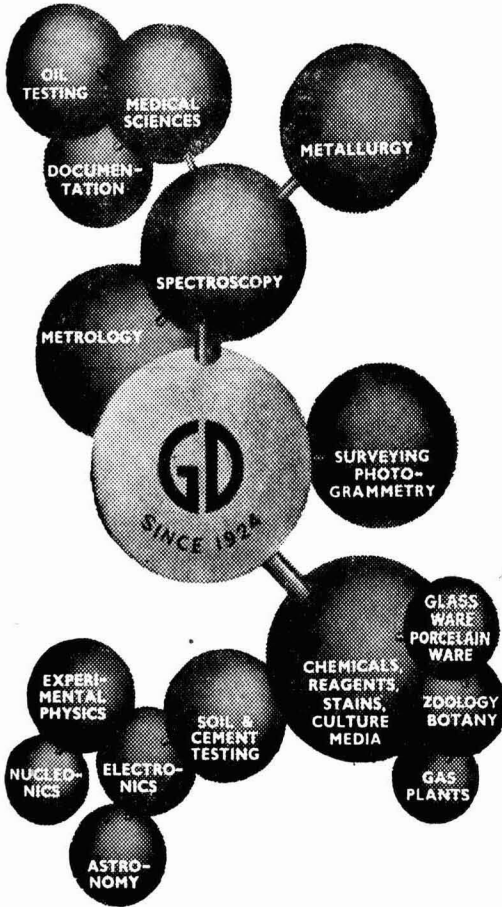 OIL
TESTING
MEDICAL
SCIENCES
DOCUMEN-
TATION
METALLURGY
SPECTROSCOPY
METROLOGY
GD
SINCE 1924
SURVEYING
PHOTO-
GRAMMETRY
GLASS
WARE
PORCELAIN
WARE
CHEMICALS,
REAGENTS,
STAINS,
CULTURE
MEDIA
ZOOLOGY
BOTANY
GAS
PLANTS
EXPERI-
MENTAL
PHYSICS
SOIL &
CEMENT
TESTING
NUCLEO-
NICS
ELECTRO-
NICS
ASTRO-
NOMY